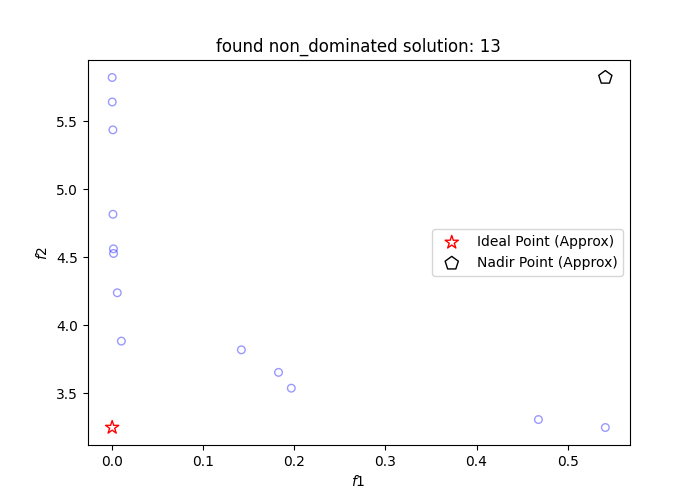 found non_dominated solution: 13
f2
5.5
5.0
4.5
4.0
3.5
Ideal Point (Approx)
Nadir Point (Approx)
0.0 0.1 0.2 0.3 0.4 0.5
f1